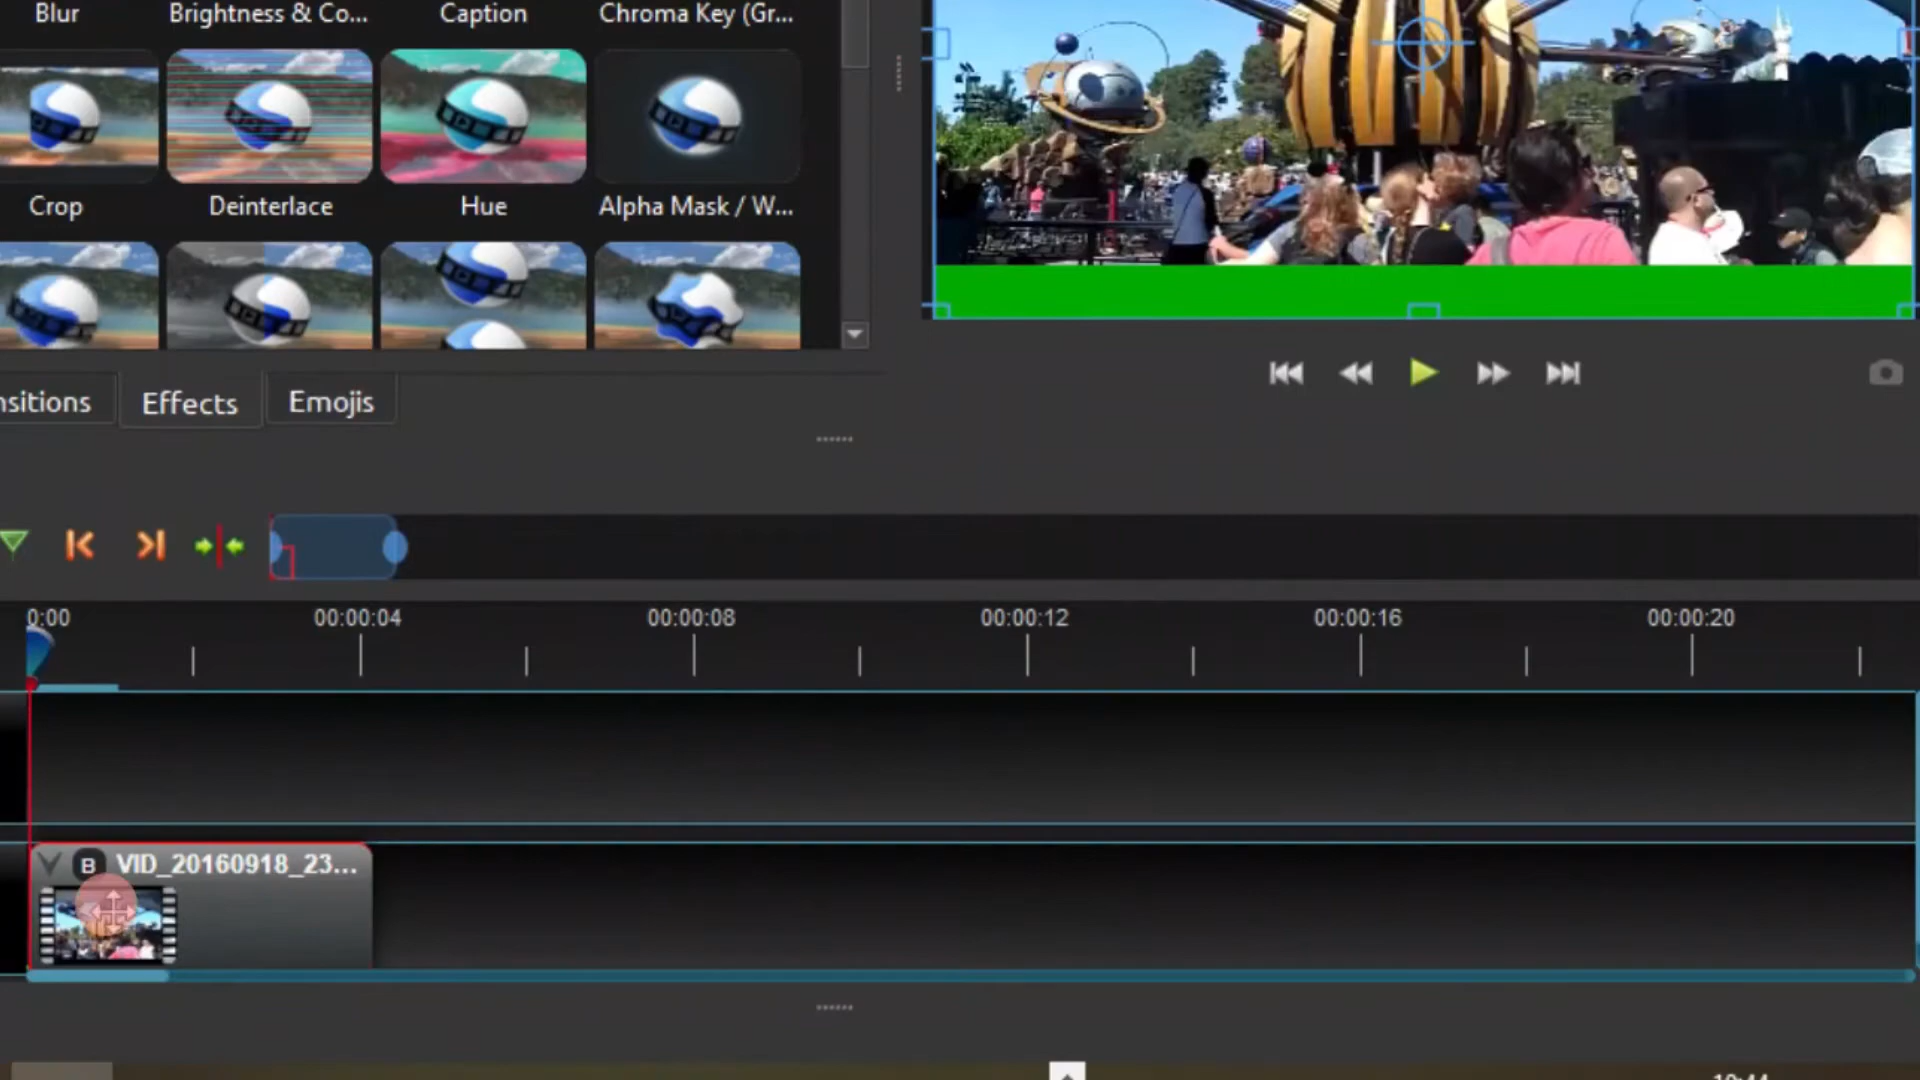 Blur Brightness & Co... Caption Chroma Key (Gr...
Crop Deinterlace Hue Alpha Mask / W...
nsitions Effects Emojis
0:00 00:00:04 00:00:08 00:00:12 00:00:16 00:00:20
B VID_20160918_23...